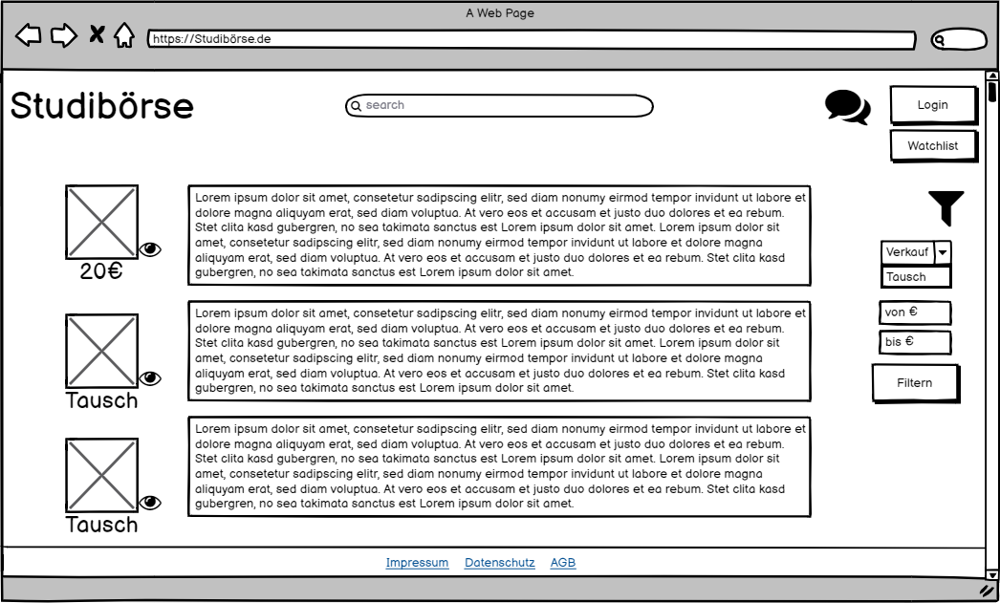 A Web Page
https://Studibörse.de
Studibörse
search
Login
Watchlist
20€
Lorem ipsum dolor sit amet, consetetur sadipscing elitr, sed diam nonumy eirmod tempor invidunt ut labore et
dolore magna aliquyam erat, sed diam voluptua. At vero eos et accusam et justo duo dolores et ea rebum.
Stet clita kasd gubergren, no sea takimata sanctus est Lorem ipsum dolor sit amet. Lorem ipsum dolor sit
amet, consetetur sadipscing elitr, sed diam nonumy eirmod tempor invidunt ut labore et dolore magna
aliquyam erat, sed diam voluptua. At vero eos et accusam et justo duo dolores et ea rebum. Stet clita kasd
gubergren, no sea takimata sanctus est Lorem ipsum dolor sit amet.
Tausch
Lorem ipsum dolor sit amet, consetetur sadipscing elitr, sed diam nonumy eirmod tempor invidunt ut labore et
dolore magna aliquyam erat, sed diam voluptua. At vero eos et accusam et justo duo dolores et ea rebum.
Stet clita kasd gubergren, no sea takimata sanctus est Lorem ipsum dolor sit amet. Lorem ipsum dolor sit
amet, consetetur sadipscing elitr, sed diam nonumy eirmod tempor invidunt ut labore et dolore magna
aliquyam erat, sed diam voluptua. At vero eos et accusam et justo duo dolores et ea rebum. Stet clita kasd
gubergren, no sea takimata sanctus est Lorem ipsum dolor sit amet.
Tausch
Lorem ipsum dolor sit amet, consetetur sadipscing elitr, sed diam nonumy eirmod tempor invidunt ut labore et
dolore magna aliquyam erat, sed diam voluptua. At vero eos et accusam et justo duo dolores et ea rebum.
Stet clita kasd gubergren, no sea takimata sanctus est Lorem ipsum dolor sit amet. Lorem ipsum dolor sit
amet, consetetur sadipscing elitr, sed diam nonumy eirmod tempor invidunt ut labore et dolore magna
aliquyam erat, sed diam voluptua. At vero eos et accusam et justo duo dolores et ea rebum. Stet clita kasd
gubergren, no sea takimata sanctus est Lorem ipsum dolor sit amet.
Verkauf
Tausch
von €
bis €
Filtern
Impressum Datenschutz AGB